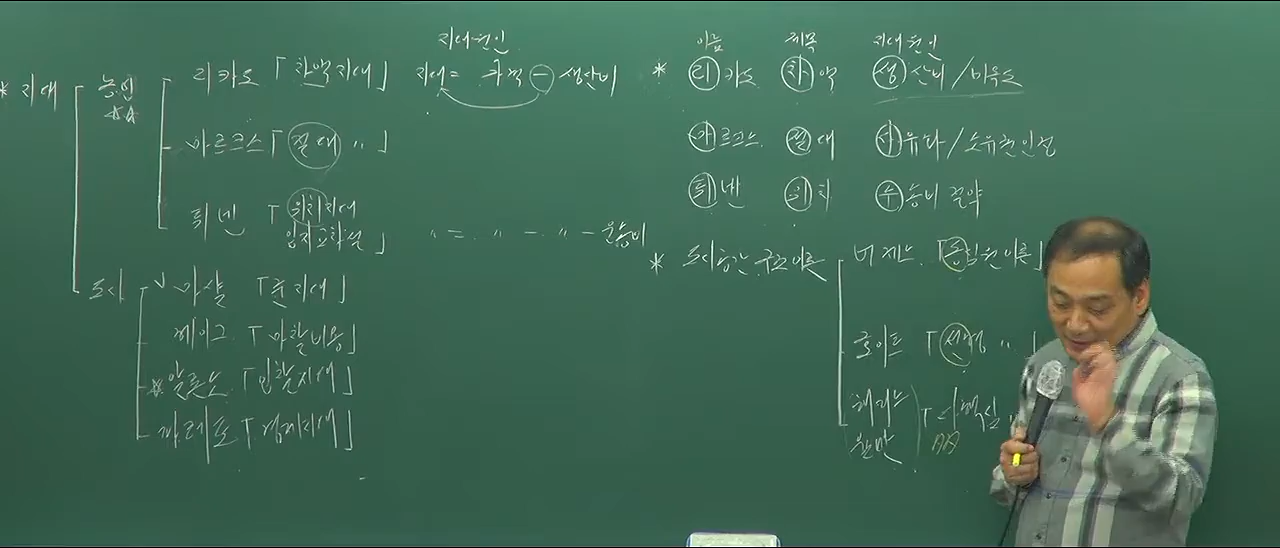 * 지대
농업
☆☆
리카도 「차액지대」
마르크스 「절대 〃 」
튀넨 「위치지대
입지교차설」
지대원인
지대 = 가격 - 생산비
〃 = 〃 - 〃 - 운송비
도시
마샬 「준지대」
헤이그 「마찰비용」
알론소 「입찰지대」
파레토 「경제지대」
이름 제목 지대원인
* 리카도 차액 생산비/비옥도
마르크스 절대 사유다/소유권인정
튀넨 위치 수송비 절약
* 도시공간구조이론
버제스 「동심원이론」
호이트 「선형 〃 」
해리스
울만
「다핵심